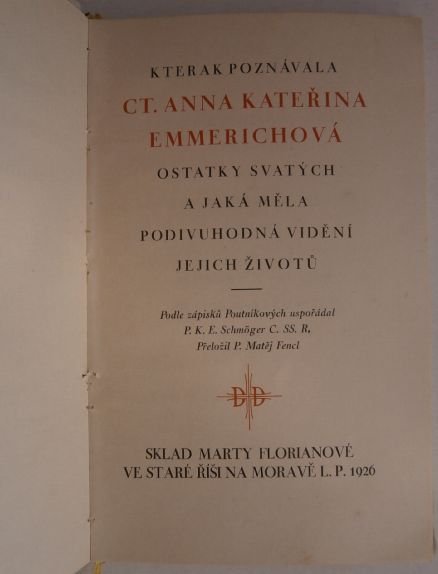 KTERAK POZNÁVALA
CT. ANNA KATEŘINA
EMMERICHOVÁ
OSTATKY SVATÝCH
A JAKÁ MĚLA
PODIVUHODNÁ VIDĚNÍ
JEJICH ŽIVOTŮ
Podle zápisků Poutníkových uspořádal
P. K. E. Schmöger C. SS. R,
Přeložil P. Matěj Fencl
DD
SKLAD MARTY FLORIANOVÉ
VE STARÉ ŘÍŠI NA MORAVĚ L. P. 1926